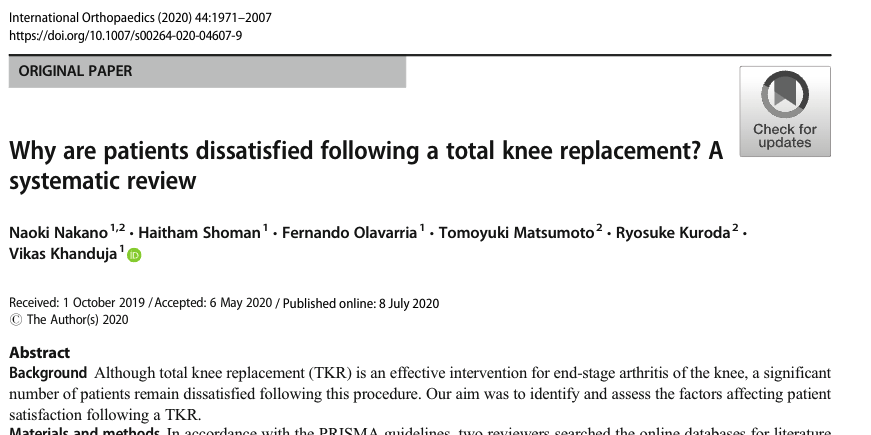 International Orthopaedics (2020) 44:1971–2007
https://doi.org/10.1007/s00264-020-04607-9
ORIGINAL PAPER
Check for
updates
Why are patients dissatisfied following a total knee replacement? A
systematic review
Naoki Nakano 1,2 · Haitham Shoman 1 · Fernando Olavarria 1 · Tomoyuki Matsumoto 2 · Ryosuke Kuroda 2 ·
Vikas Khanduja 1 iD
Received: 1 October 2019 / Accepted: 6 May 2020 / Published online: 8 July 2020
© The Author(s) 2020
Abstract
Background Although total knee replacement (TKR) is an effective intervention for end-stage arthritis of the knee, a significant
number of patients remain dissatisfied following this procedure. Our aim was to identify and assess the factors affecting patient
satisfaction following a TKR.
Materials and methods In accordance with the PRISMA guidelines, two reviewers searched the online databases for literature